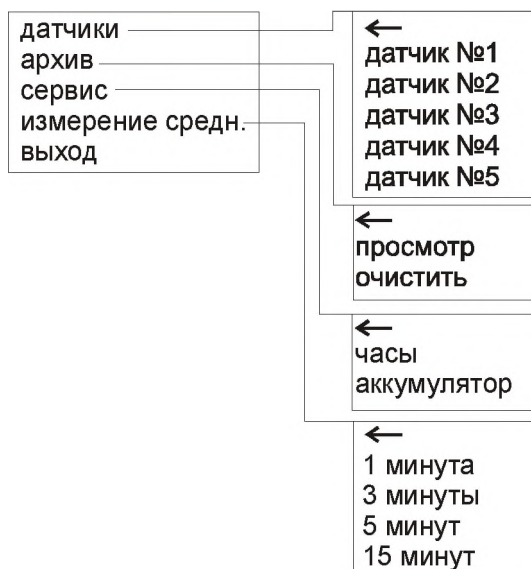 датчики
архив
сервис
измерение средн.
выход
←
датчик №1
датчик №2
датчик №3
датчик №4
датчик №5
←
просмотр
очистить
←
часы
аккумулятор
←
1 минута
3 минуты
5 минут
15 минут